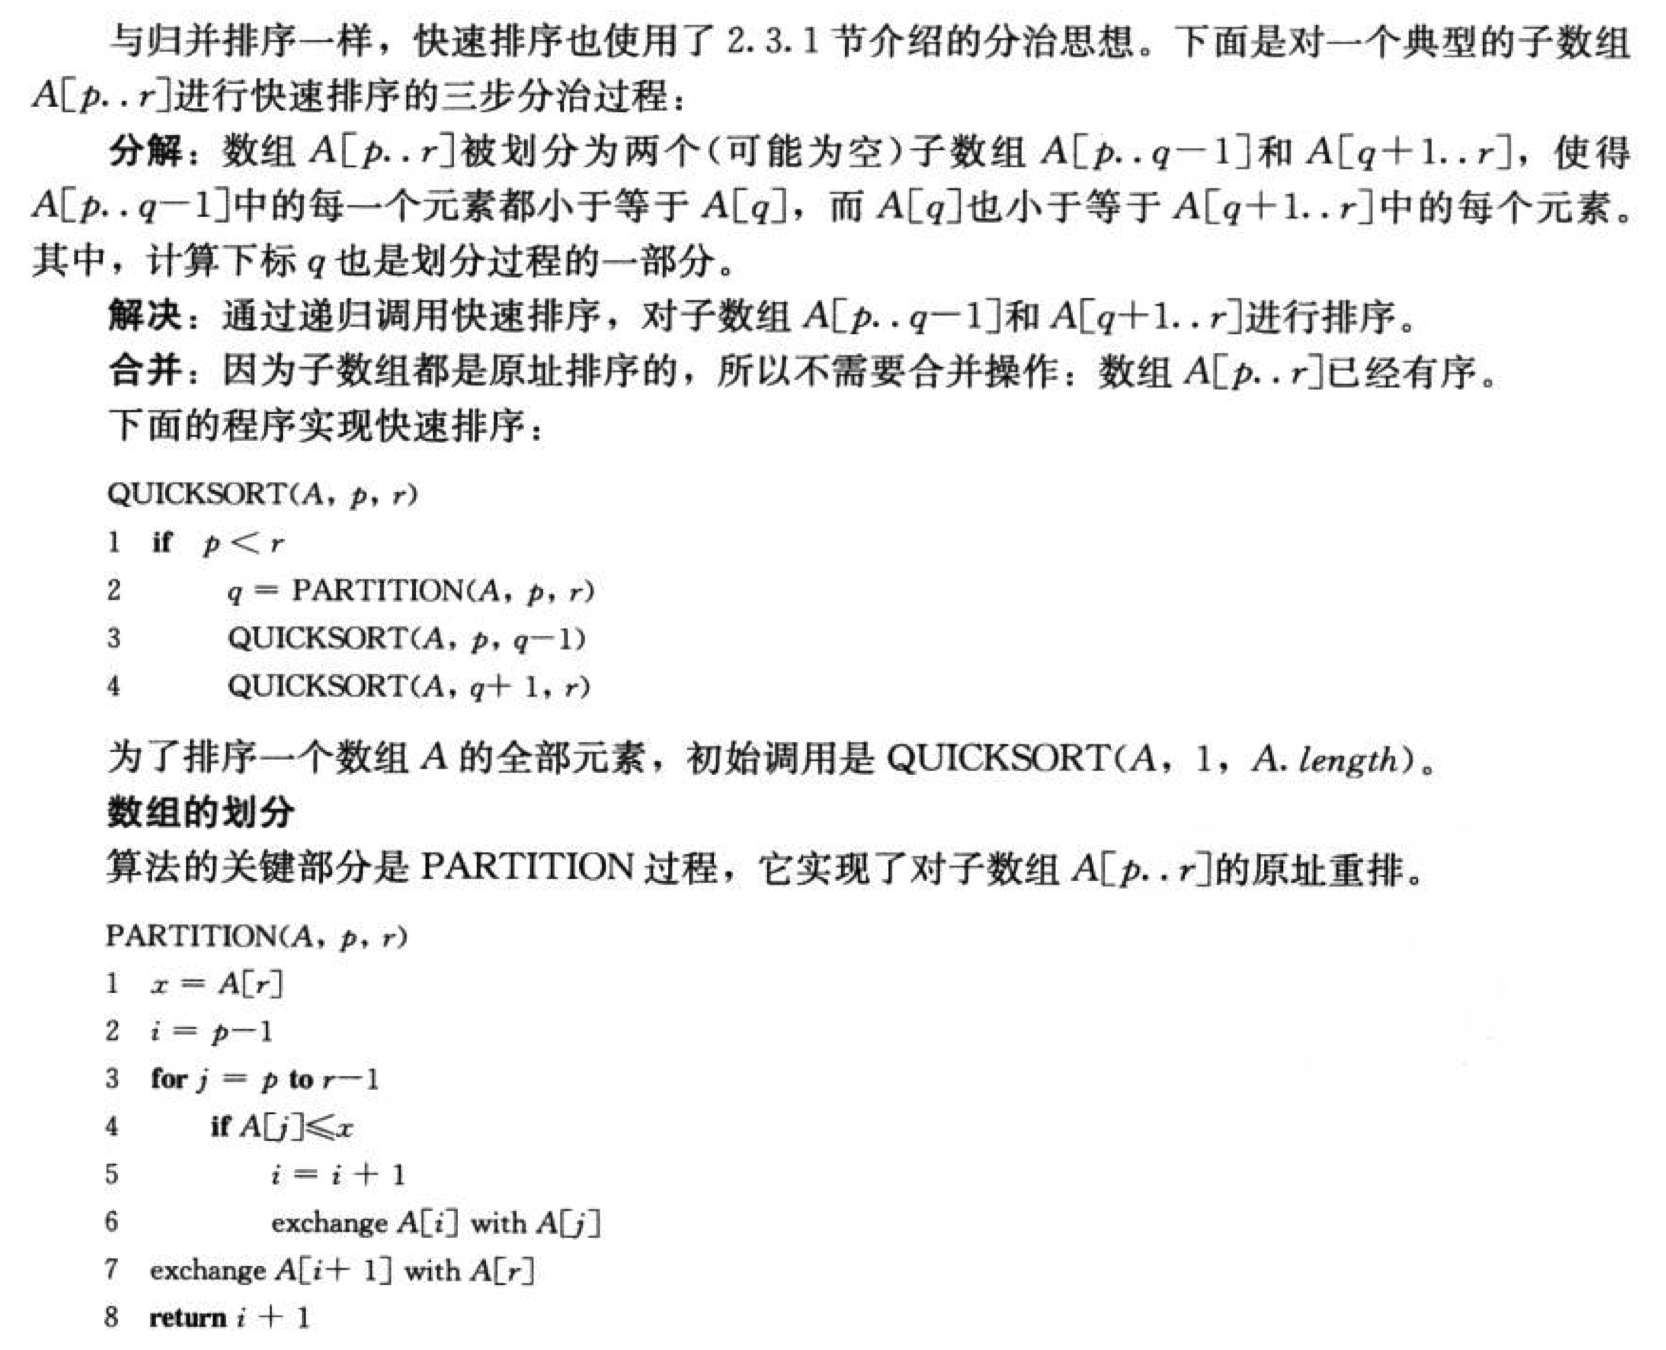 与归并排序一样，快速排序也使用了 2.3.1 节介绍的分治思想。下面是对一个典型的子数组
A[p..r]进行快速排序的三步分治过程：
分解：数组 A[p..r]被划分为两个(可能为空)子数组 A[p..q－1]和 A[q＋1..r]，使得
A[p..q－1]中的每一个元素都小于等于 A[q]，而 A[q]也小于等于 A[q＋1..r]中的每个元素。
其中，计算下标 q 也是划分过程的一部分。
解决：通过递归调用快速排序，对子数组 A[p..q－1]和 A[q＋1..r]进行排序。
合并：因为子数组都是原址排序的，所以不需要合并操作：数组 A[p..r]已经有序。
下面的程序实现快速排序：
QUICKSORT(A, p, r)
1 if p < r
2 q = PARTITION(A, p, r)
3 QUICKSORT(A, p, q－1)
4 QUICKSORT(A, q＋1, r)
为了排序一个数组 A 的全部元素，初始调用是 QUICKSORT(A, 1, A.length)。
数组的划分
算法的关键部分是 PARTITION 过程，它实现了对子数组 A[p..r]的原址重排。
PARTITION(A, p, r)
1 x = A[r]
2 i = p－1
3 for j = p to r－1
4 if A[j]≤x
5 i = i＋1
6 exchange A[i] with A[j]
7 exchange A[i＋1] with A[r]
8 return i＋1